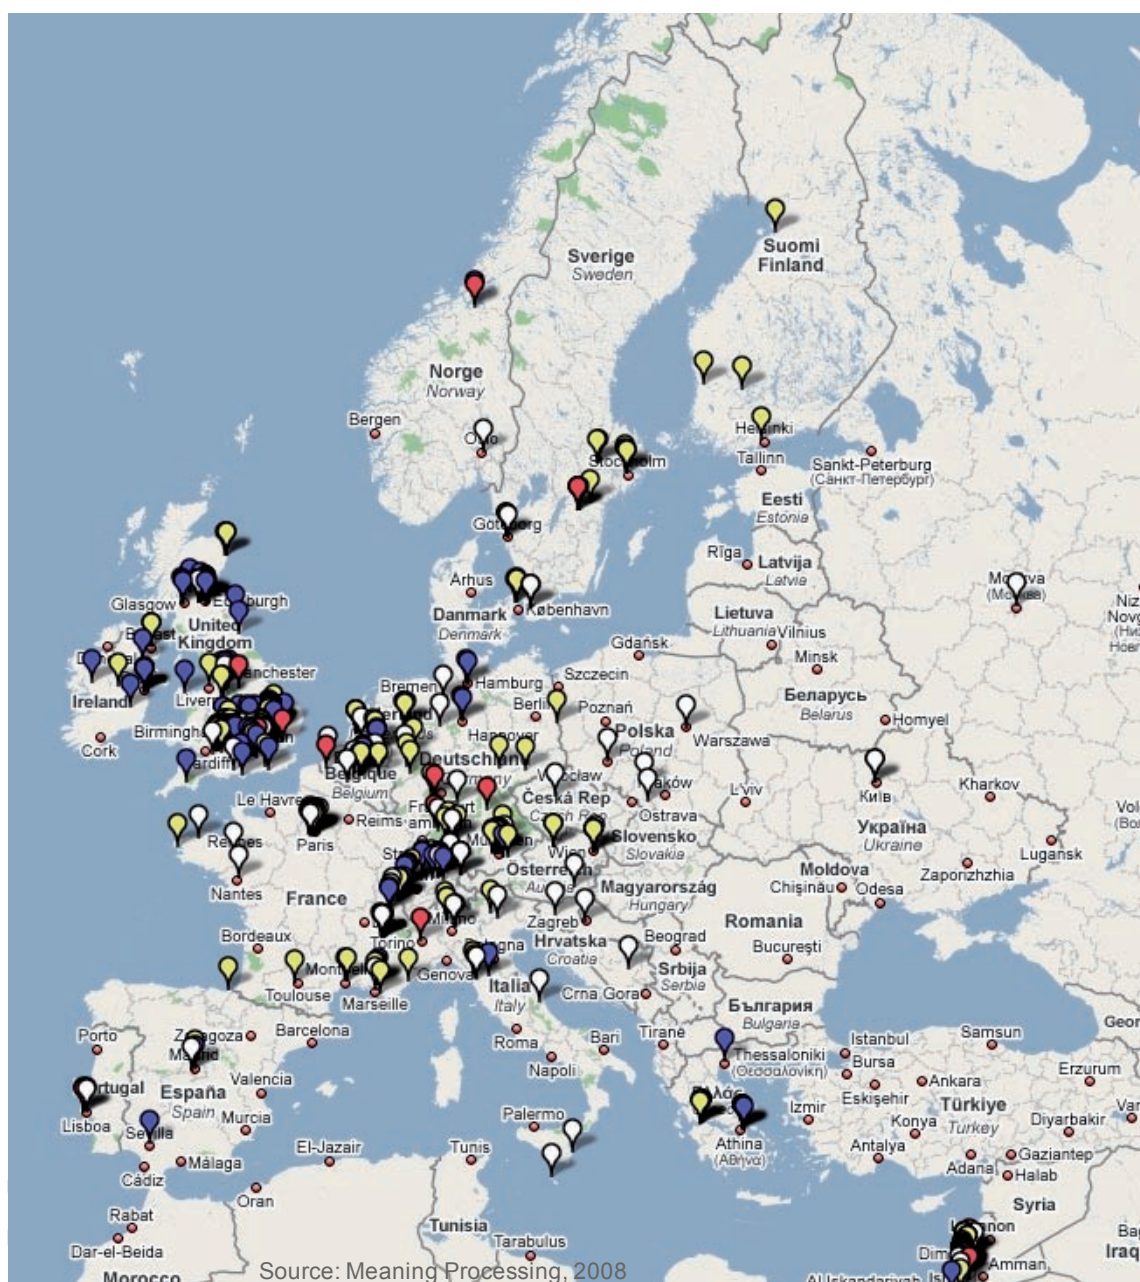 Suomi
Finland
Sverige
Sweden
Norge
Norway
Bergen
Helsinki
Tallinn
Sankt-Peterburg
(Санкт-Петербург)
Stockholm
Eesti
Estonia
Göteborg
Rīga
Latvija
Latvia
Århus
København
Danmark
Denmark
Lietuva
Lithuania
Vilnius
(Москва)
Glasgow
Edinburgh
United
Kingdom
Gdańsk
Minsk
Manchester
Ireland
Bremen
Hamburg
Szczecin
Беларусь
Belarus
Homyel
Cork
Poznań
Polska
Poland
Warszawa
Hannover
Deutschland
Belgique
Belgium
Wrocław
L'viv
Київ
Kharkov
Le Havre
Reims
Paris
Česká Rep
Ostrava
Україна
Ukraine
Lugansk
Rennes
Wien
Slovensko
Slovakia
Österreich
Magyarország
Hungary
Moldova
Chişinău
Odesa
Zaporizhzhia
Nantes
France
Zagreb
Hrvatska
Croatia
Beograd
Romania
Bucureşti
Torino
Bordeaux
Genova
Italia
Italy
Srbija
Serbia
Toulouse
Marseille
Crna Gora
България
Bulgaria
Porto
Zaragoza
Barcelona
Madrid
Roma
Bari
Napoli
Tiranë
Thessaloniki
(Θεσσαλονίκη)
Istanbul
Bursa
Samsun
Erzurum
Ankara
Eskişehir
Portugal
España
Spain
Valencia
Lisboa
Murcia
Sevilla
Palermo
Athina
(Αθήνα)
Izmir
Konya
Türkiye
Turkey
Diyarbakir
Antalya
Adana
Gaziantep
Halab
Cádiz
Málaga
El-Jazair
Tunis
Oran
Syria
Rabat
Dar-el-Beida
Tunisia
Tarabulus
Lebanon
Amman
Iraq
Morocco
Source: Meaning Processing, 2008